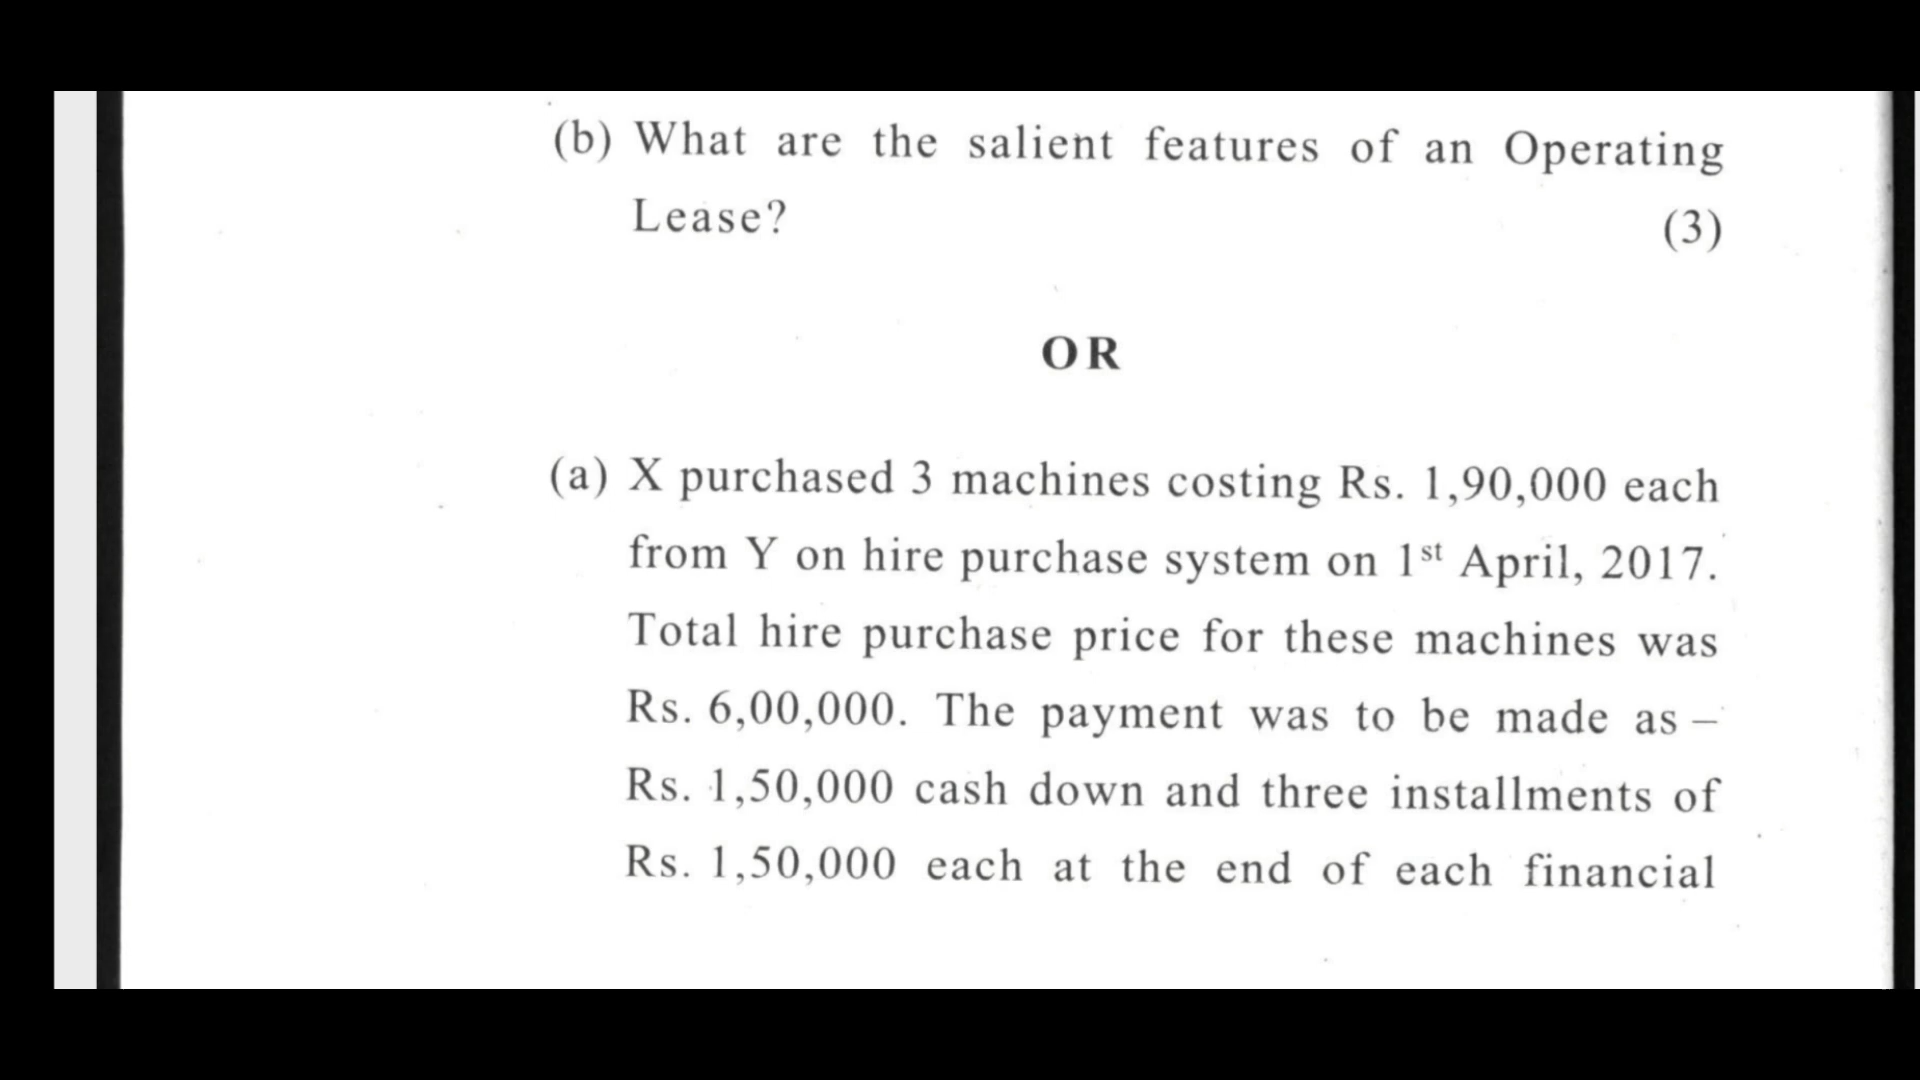 (b) What are the salient features of an Operating
Lease? (3)
OR
(a) X purchased 3 machines costing Rs. 1,90,000 each
from Y on hire purchase system on 1st April, 2017.
Total hire purchase price for these machines was
Rs. 6,00,000. The payment was to be made as –
Rs. 1,50,000 cash down and three installments of
Rs. 1,50,000 each at the end of each financial